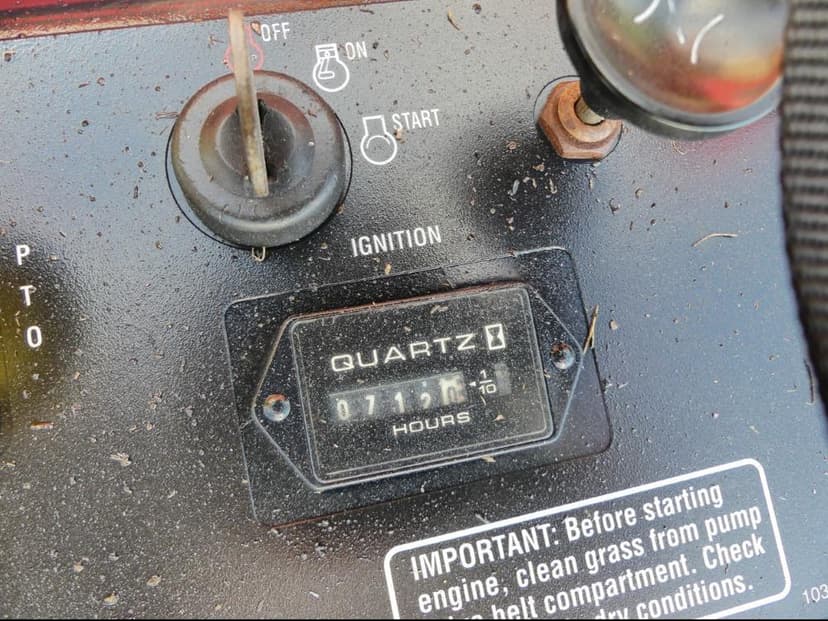 OFF
ON
START
IGNITION
P
T
O
QUARTZ
0712
1/10
HOURS
IMPORTANT: Before starting
engine, clean grass from pump
belt compartment. Check
dry conditions.
103